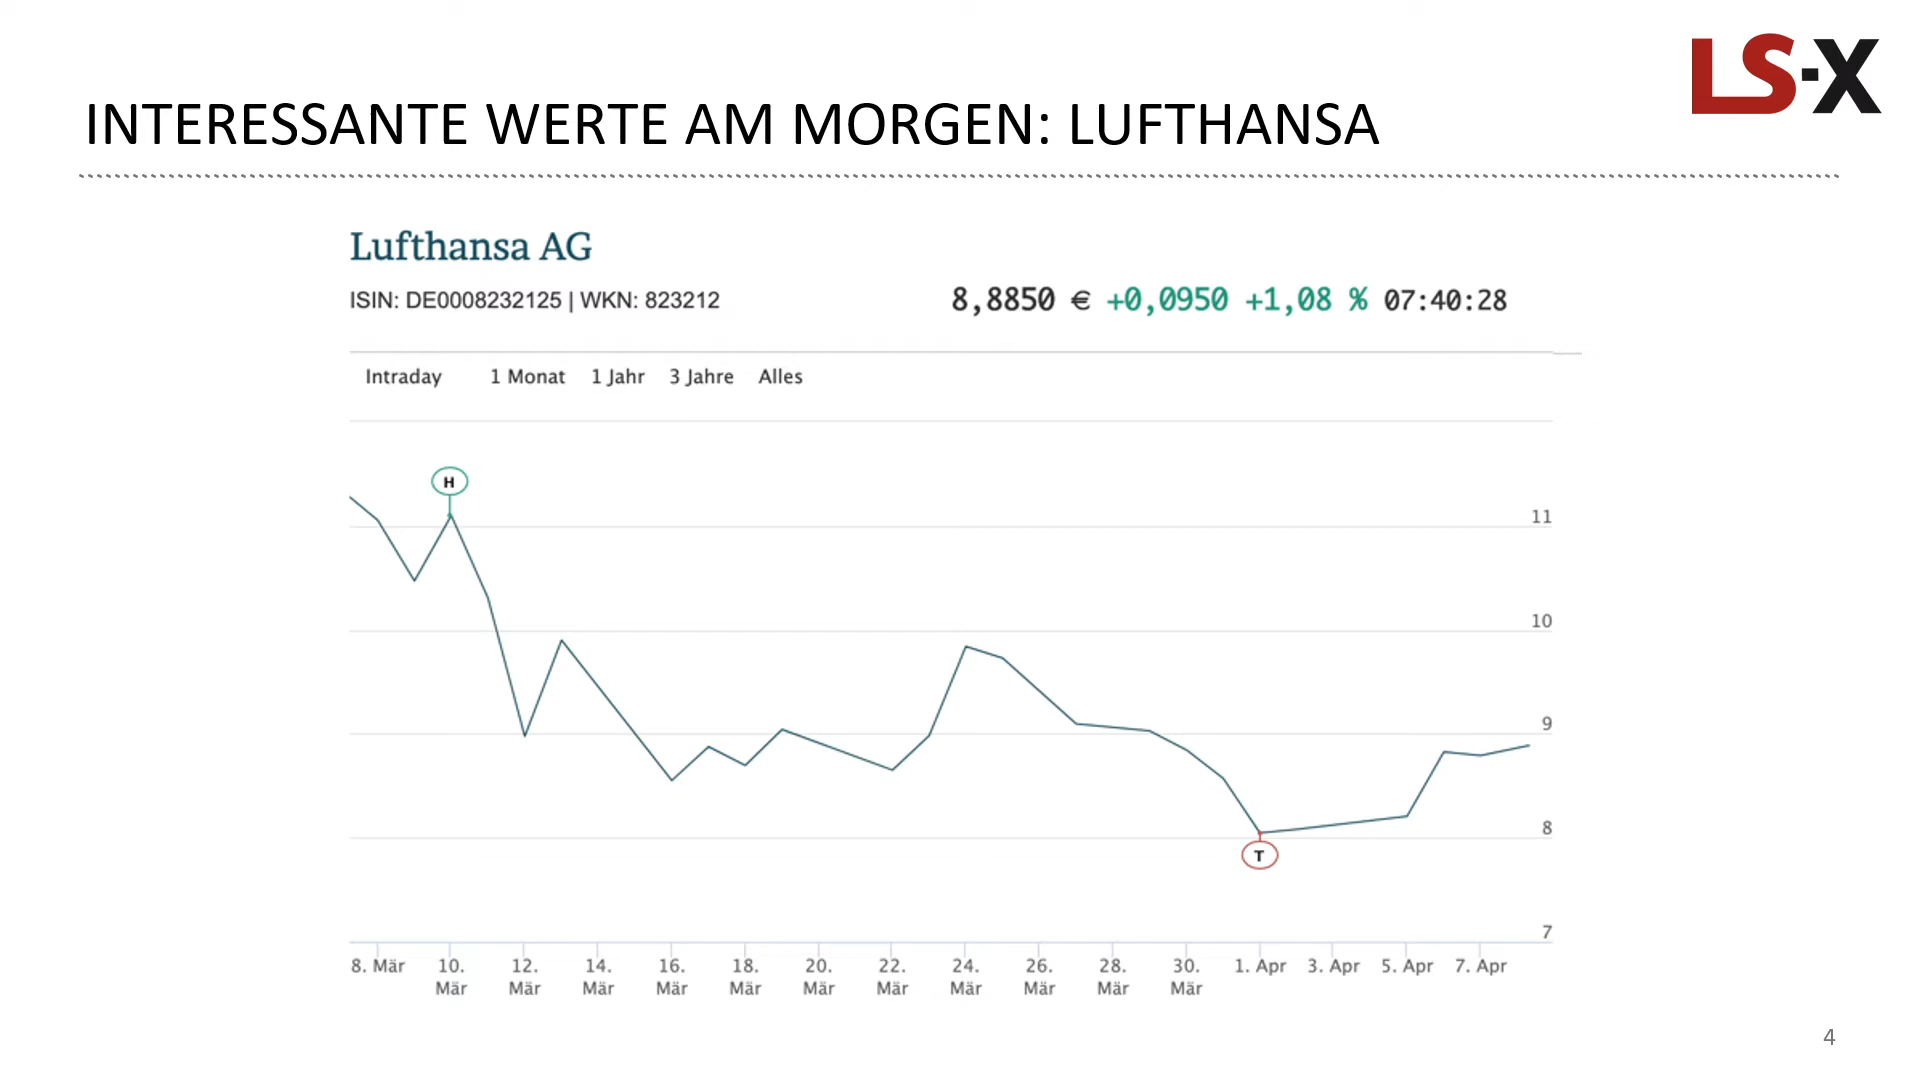 LS-X
INTERESSANTE WERTE AM MORGEN: LUFTHANSA
Lufthansa AG
ISIN: DE0008232125 | WKN: 823212
8,8850 € +0,0950 +1,08 % 07:40:28
Intraday 1 Monat 1 Jahr 3 Jahre Alles
H
11
10
9
8
T
7
8. Mär 10. 12. 14. 16. 18. 20. 22. 24. 26. 28. 30. 1. Apr 3. Apr 5. Apr 7. Apr
Mär Mär Mär Mär Mär Mär Mär Mär Mär Mär Mär
4